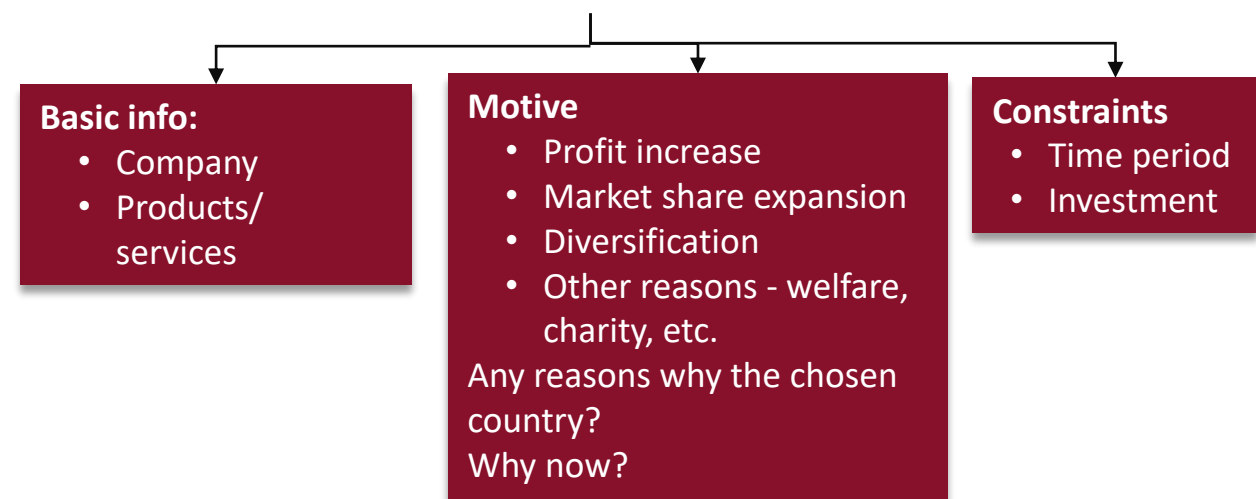 Basic info:
• Company
• Products/
services
Motive
• Profit increase
• Market share expansion
• Diversification
• Other reasons - welfare,
charity, etc.
Any reasons why the chosen
country?
Why now?
Constraints
• Time period
• Investment